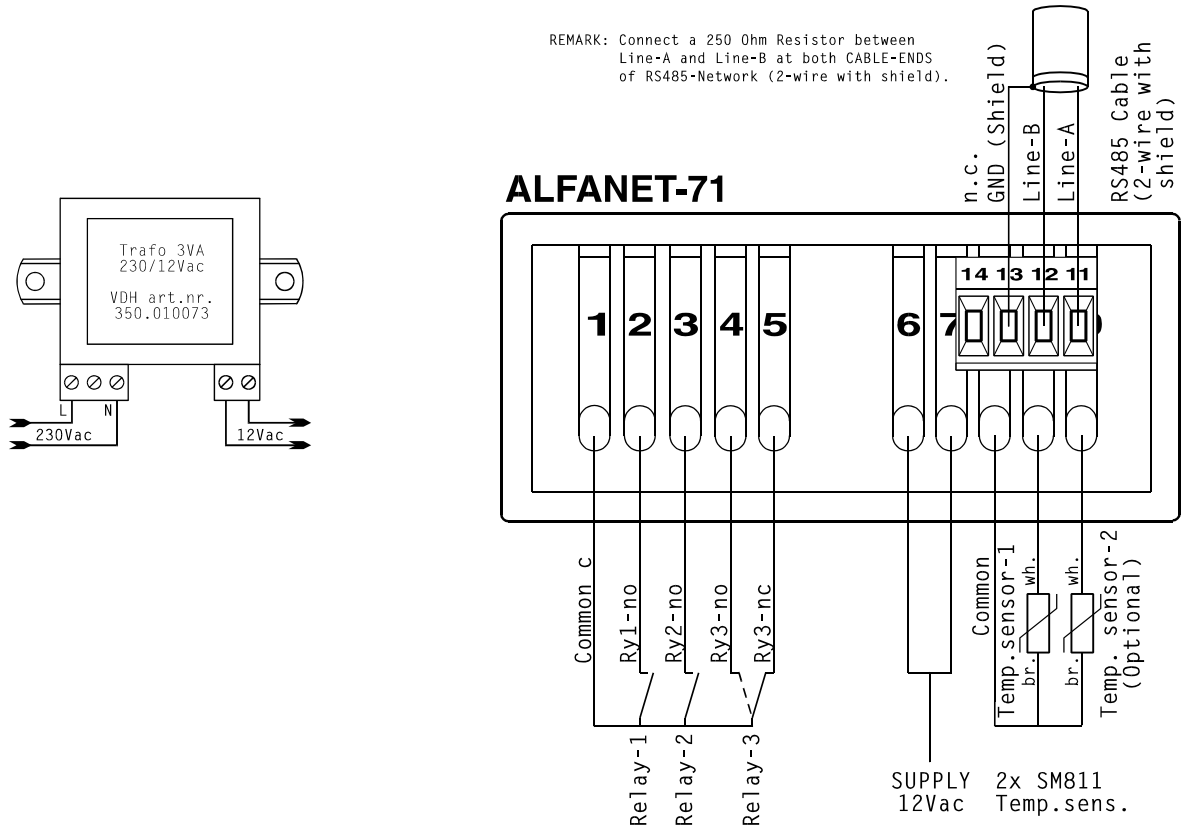 REMARK: Connect a 250 Ohm Resistor between
Line-A and Line-B at both CABLE-ENDS
of RS485-Network (2-wire with shield).
n.c.
GND (Shield)
Line-B
Line-A
RS485 Cable
(2-wire with
shield)
ALFANET-71
Trafo 3VA
230/12Vac
VDH art.nr.
350.010073
L
N
230Vac
12Vac
14 13 12 11
1 2 3 4 5
6 7
Common c
Ry1-no
Ry2-no
Ry3-no
Ry3-nc
Relay-1
Relay-2
Relay-3
Common
Temp.sensor-1
wh.
br.
wh.
br.
Temp. sensor-2
(Optional)
SUPPLY
12Vac
2x SM811
Temp.sens.